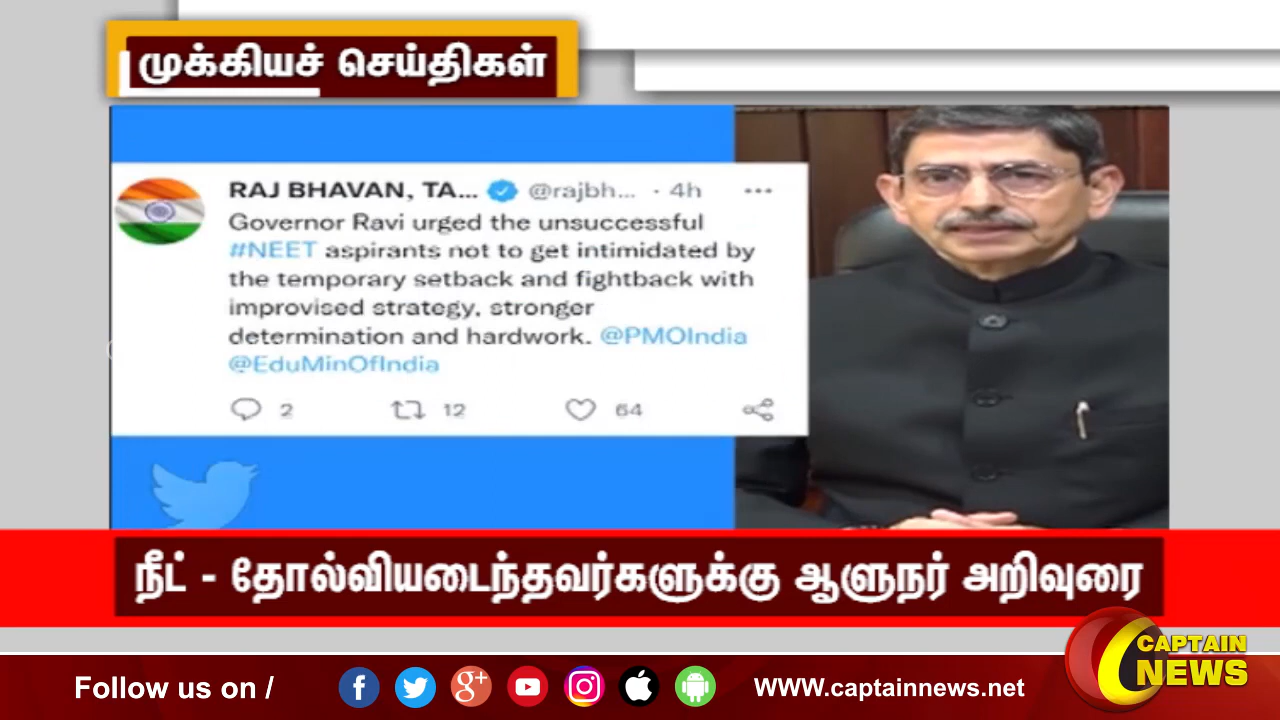 முக்கியச் செய்திகள்
RAJ BHAVAN, TA... @rajbh... · 4h ...
Governor Ravi urged the unsuccessful
#NEET aspirants not to get intimidated by
the temporary setback and fightback with
improvised strategy, stronger
determination and hardwork. @PMOIndia
@EduMinOfIndia
2 12 64
நீட் - தோல்வியடைந்தவர்களுக்கு ஆளுநர் அறிவுரை
CAPTAIN
NEWS
Follow us on / WWW.captainnews.net